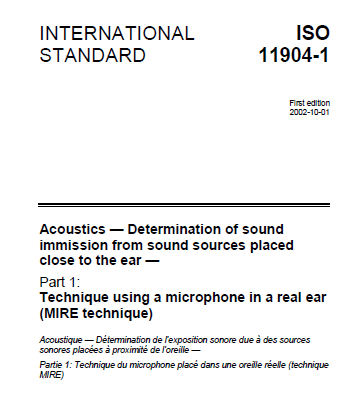 INTERNATIONAL STANDARD
ISO 11904-1
First edition
2002-10-01
Acoustics — Determination of sound
immission from sound sources placed
close to the ear —
Part 1:
Technique using a microphone in a real ear
(MIRE technique)
Acoustique — Détermination de l'exposition sonore due à des sources
sonores placées à proximité de l'oreille —
Partie 1: Technique du microphone placé dans une oreille réelle (technique
MIRE)